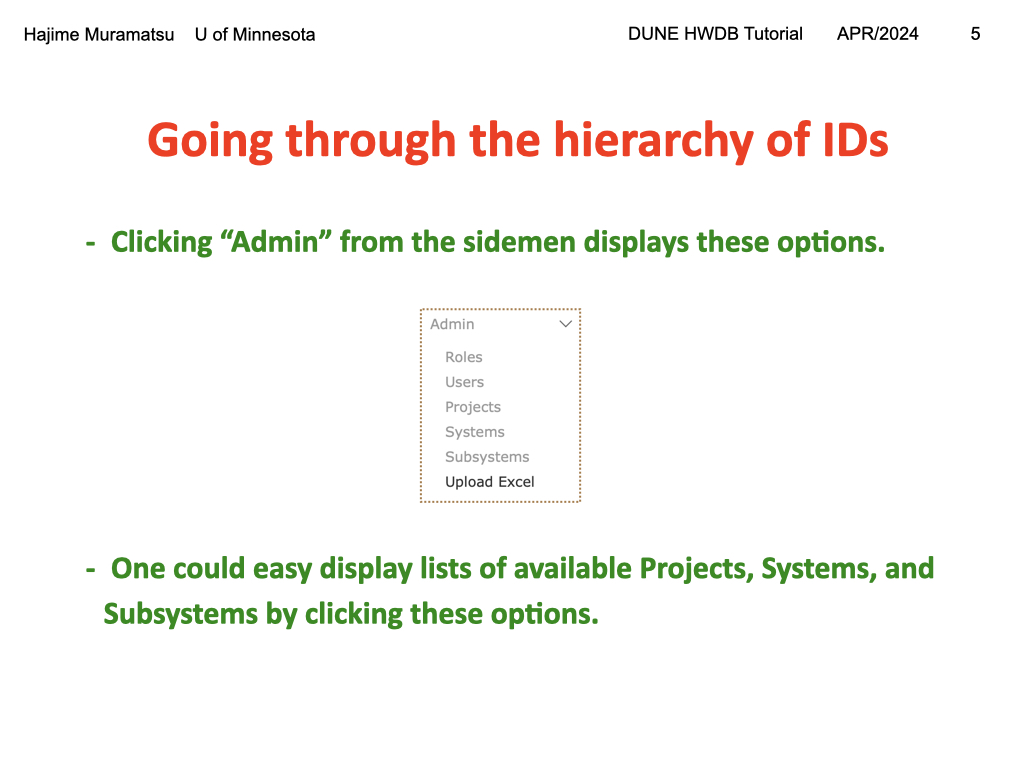 Hajime Muramatsu U of Minnesota DUNE HWDB Tutorial APR/2024 5
Going through the hierarchy of IDs
- Clicking “Admin” from the sidemen displays these options.
Admin
Roles
Users
Projects
Systems
Subsystems
Upload Excel
- One could easy display lists of available Projects, Systems, and
Subsystems by clicking these options.